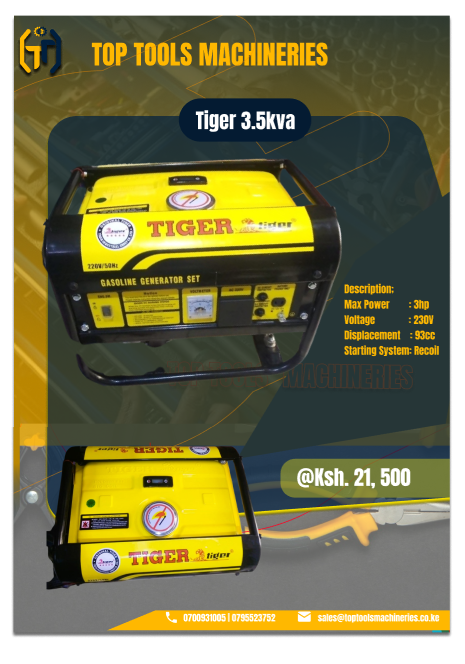 TOP TOOLS MACHINERIES
Tiger 3.5kva
TIGER tiger
220V/50Hz
GASOLINE GENERATOR SET
Description:
Max Power : 3hp
Voltage : 230V
Displacement : 93cc
Starting System: Recoil
MACHINERIES
@Ksh. 21, 500
TIGER tiger
0700931005 | 0795523752
sales@toptoolsmachineries.co.ke